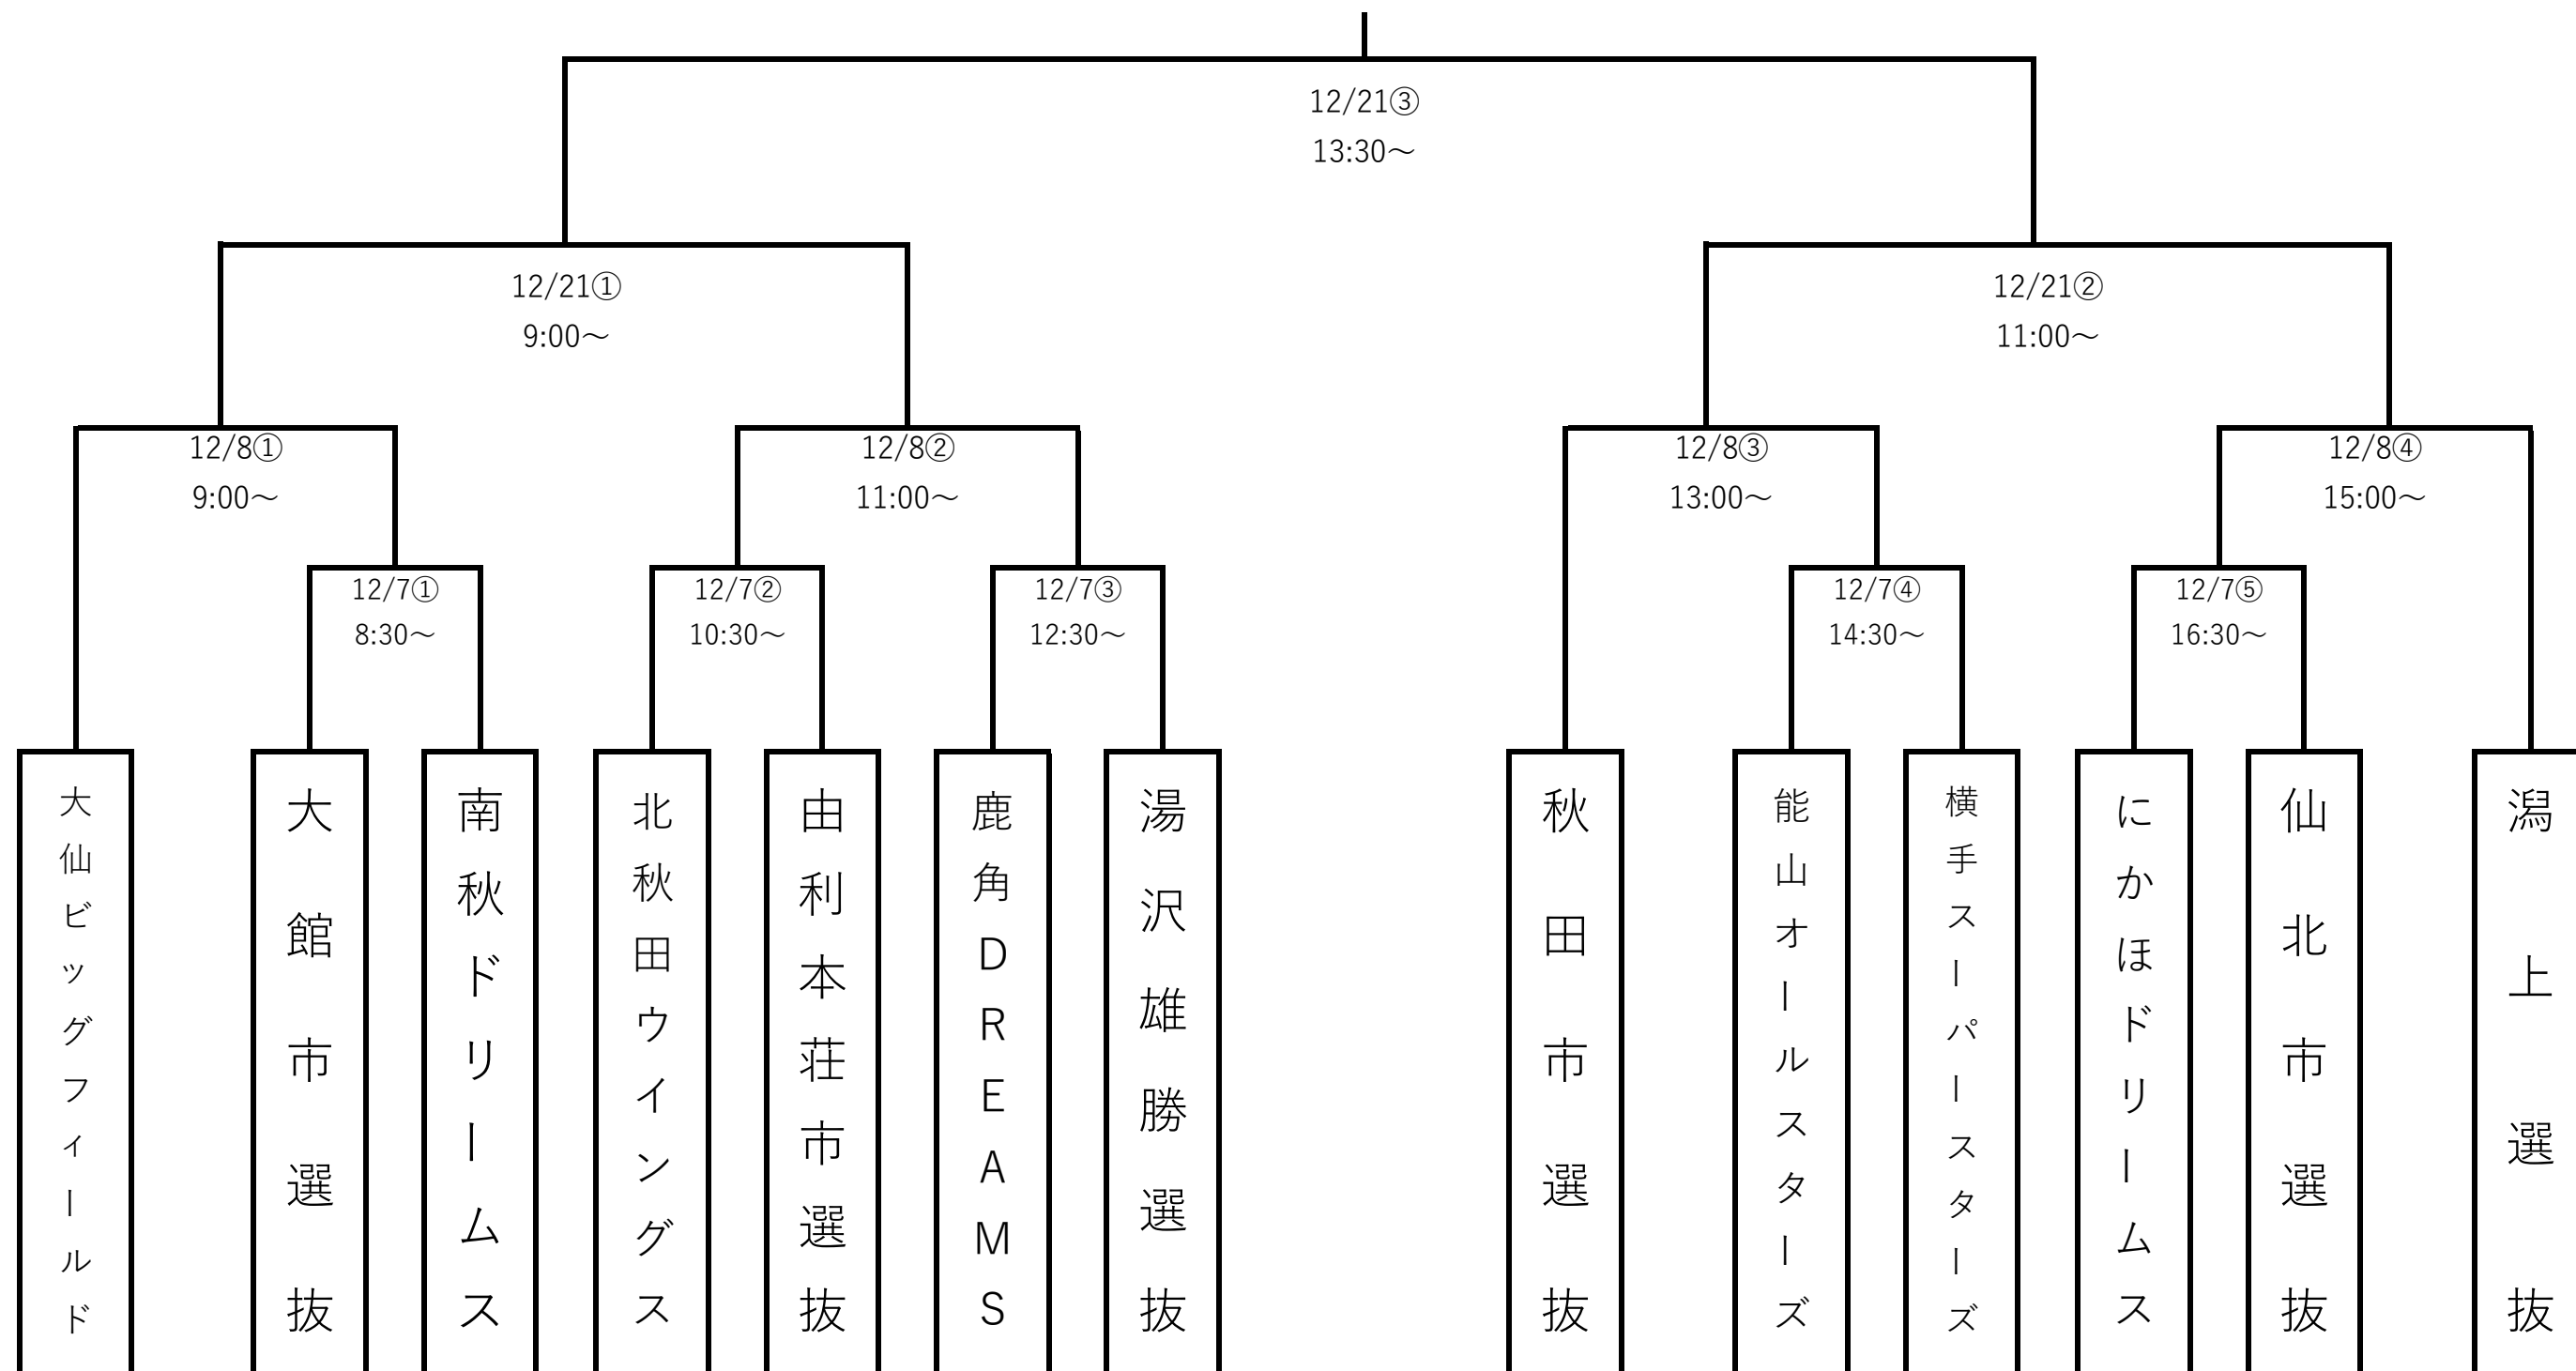 12/21③
13:30～
12/21①
9:00～
12/21②
11:00～
12/8①
9:00～
12/8②
11:00～
12/8③
13:00～
12/8④
15:00～
12/7①
8:30～
12/7②
10:30～
12/7③
12:30～
12/7④
14:30～
12/7⑤
16:30～
大仙ビッグフィールド
大館市選抜
南秋ドリームス
北秋田ウイングス
由利本荘市選抜
鹿角DREAMS
湯沢雄勝選抜
秋田市選抜
能山オールスターズ
横手スーパースターズ
にかほドリームス
仙北市選抜
潟上選抜